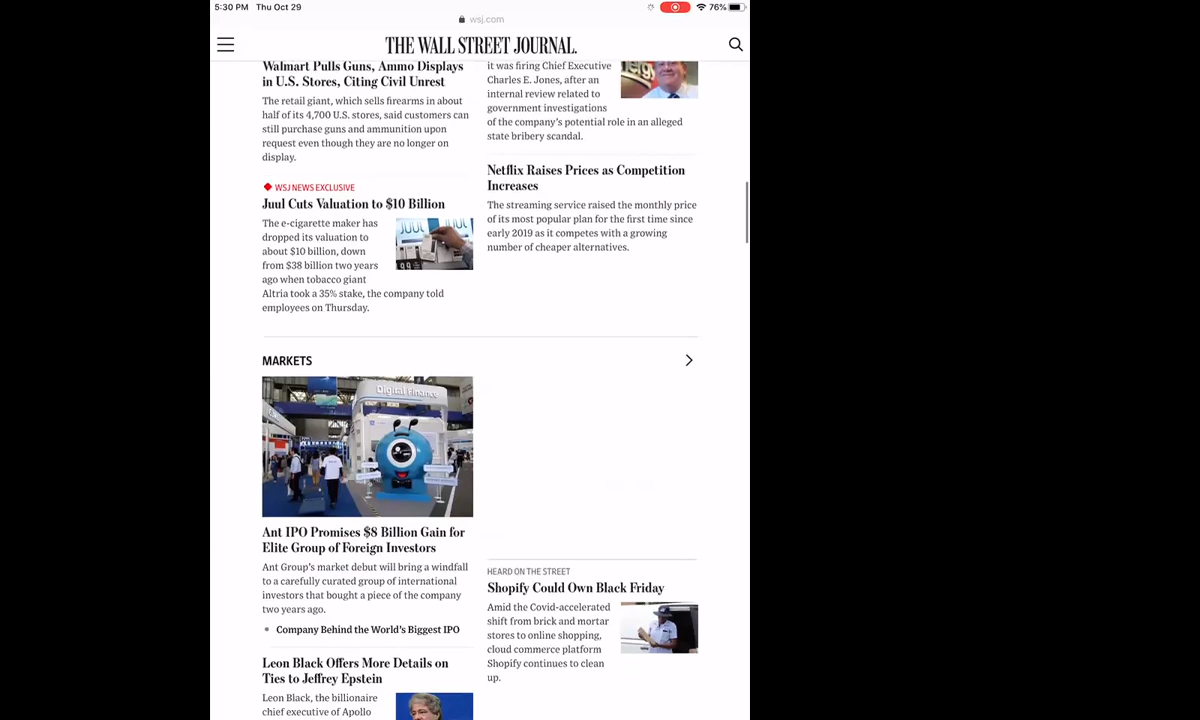 5:30 PM Thu Oct 29
76%
wsj.com
THE WALL STREET JOURNAL.
Walmart Pulls Guns, Ammo Displays
in U.S. Stores, Citing Civil Unrest
The retail giant, which sells firearms in about
half of its 4,700 U.S. stores, said customers can
still purchase guns and ammunition upon
request even though they are no longer on
display.
WSJ NEWS EXCLUSIVE
Juul Cuts Valuation to $10 Billion
The e-cigarette maker has
dropped its valuation to
about $10 billion, down
from $38 billion two years
ago when tobacco giant
Altria took a 35% stake, the company told
employees on Thursday.
JUUL
it was firing Chief Executive
Charles E. Jones, after an
internal review related to
government investigations
of the company's potential role in an alleged
state bribery scandal.
Netflix Raises Prices as Competition
Increases
The streaming service raised the monthly price
of its most popular plan for the first time since
early 2019 as it competes with a growing
number of cheaper alternatives.
MARKETS
Digital Finance
Ant IPO Promises $8 Billion Gain for
Elite Group of Foreign Investors
Ant Group's market debut will bring a windfall
to a carefully curated group of international
investors that bought a piece of the company
two years ago.
• Company Behind the World's Biggest IPO
Leon Black Offers More Details on
Ties to Jeffrey Epstein
Leon Black, the billionaire
chief executive of Apollo
HEARD ON THE STREET
Shopify Could Own Black Friday
Amid the Covid-accelerated
shift from brick and mortar
stores to online shopping,
cloud commerce platform
Shopify continues to clean
up.